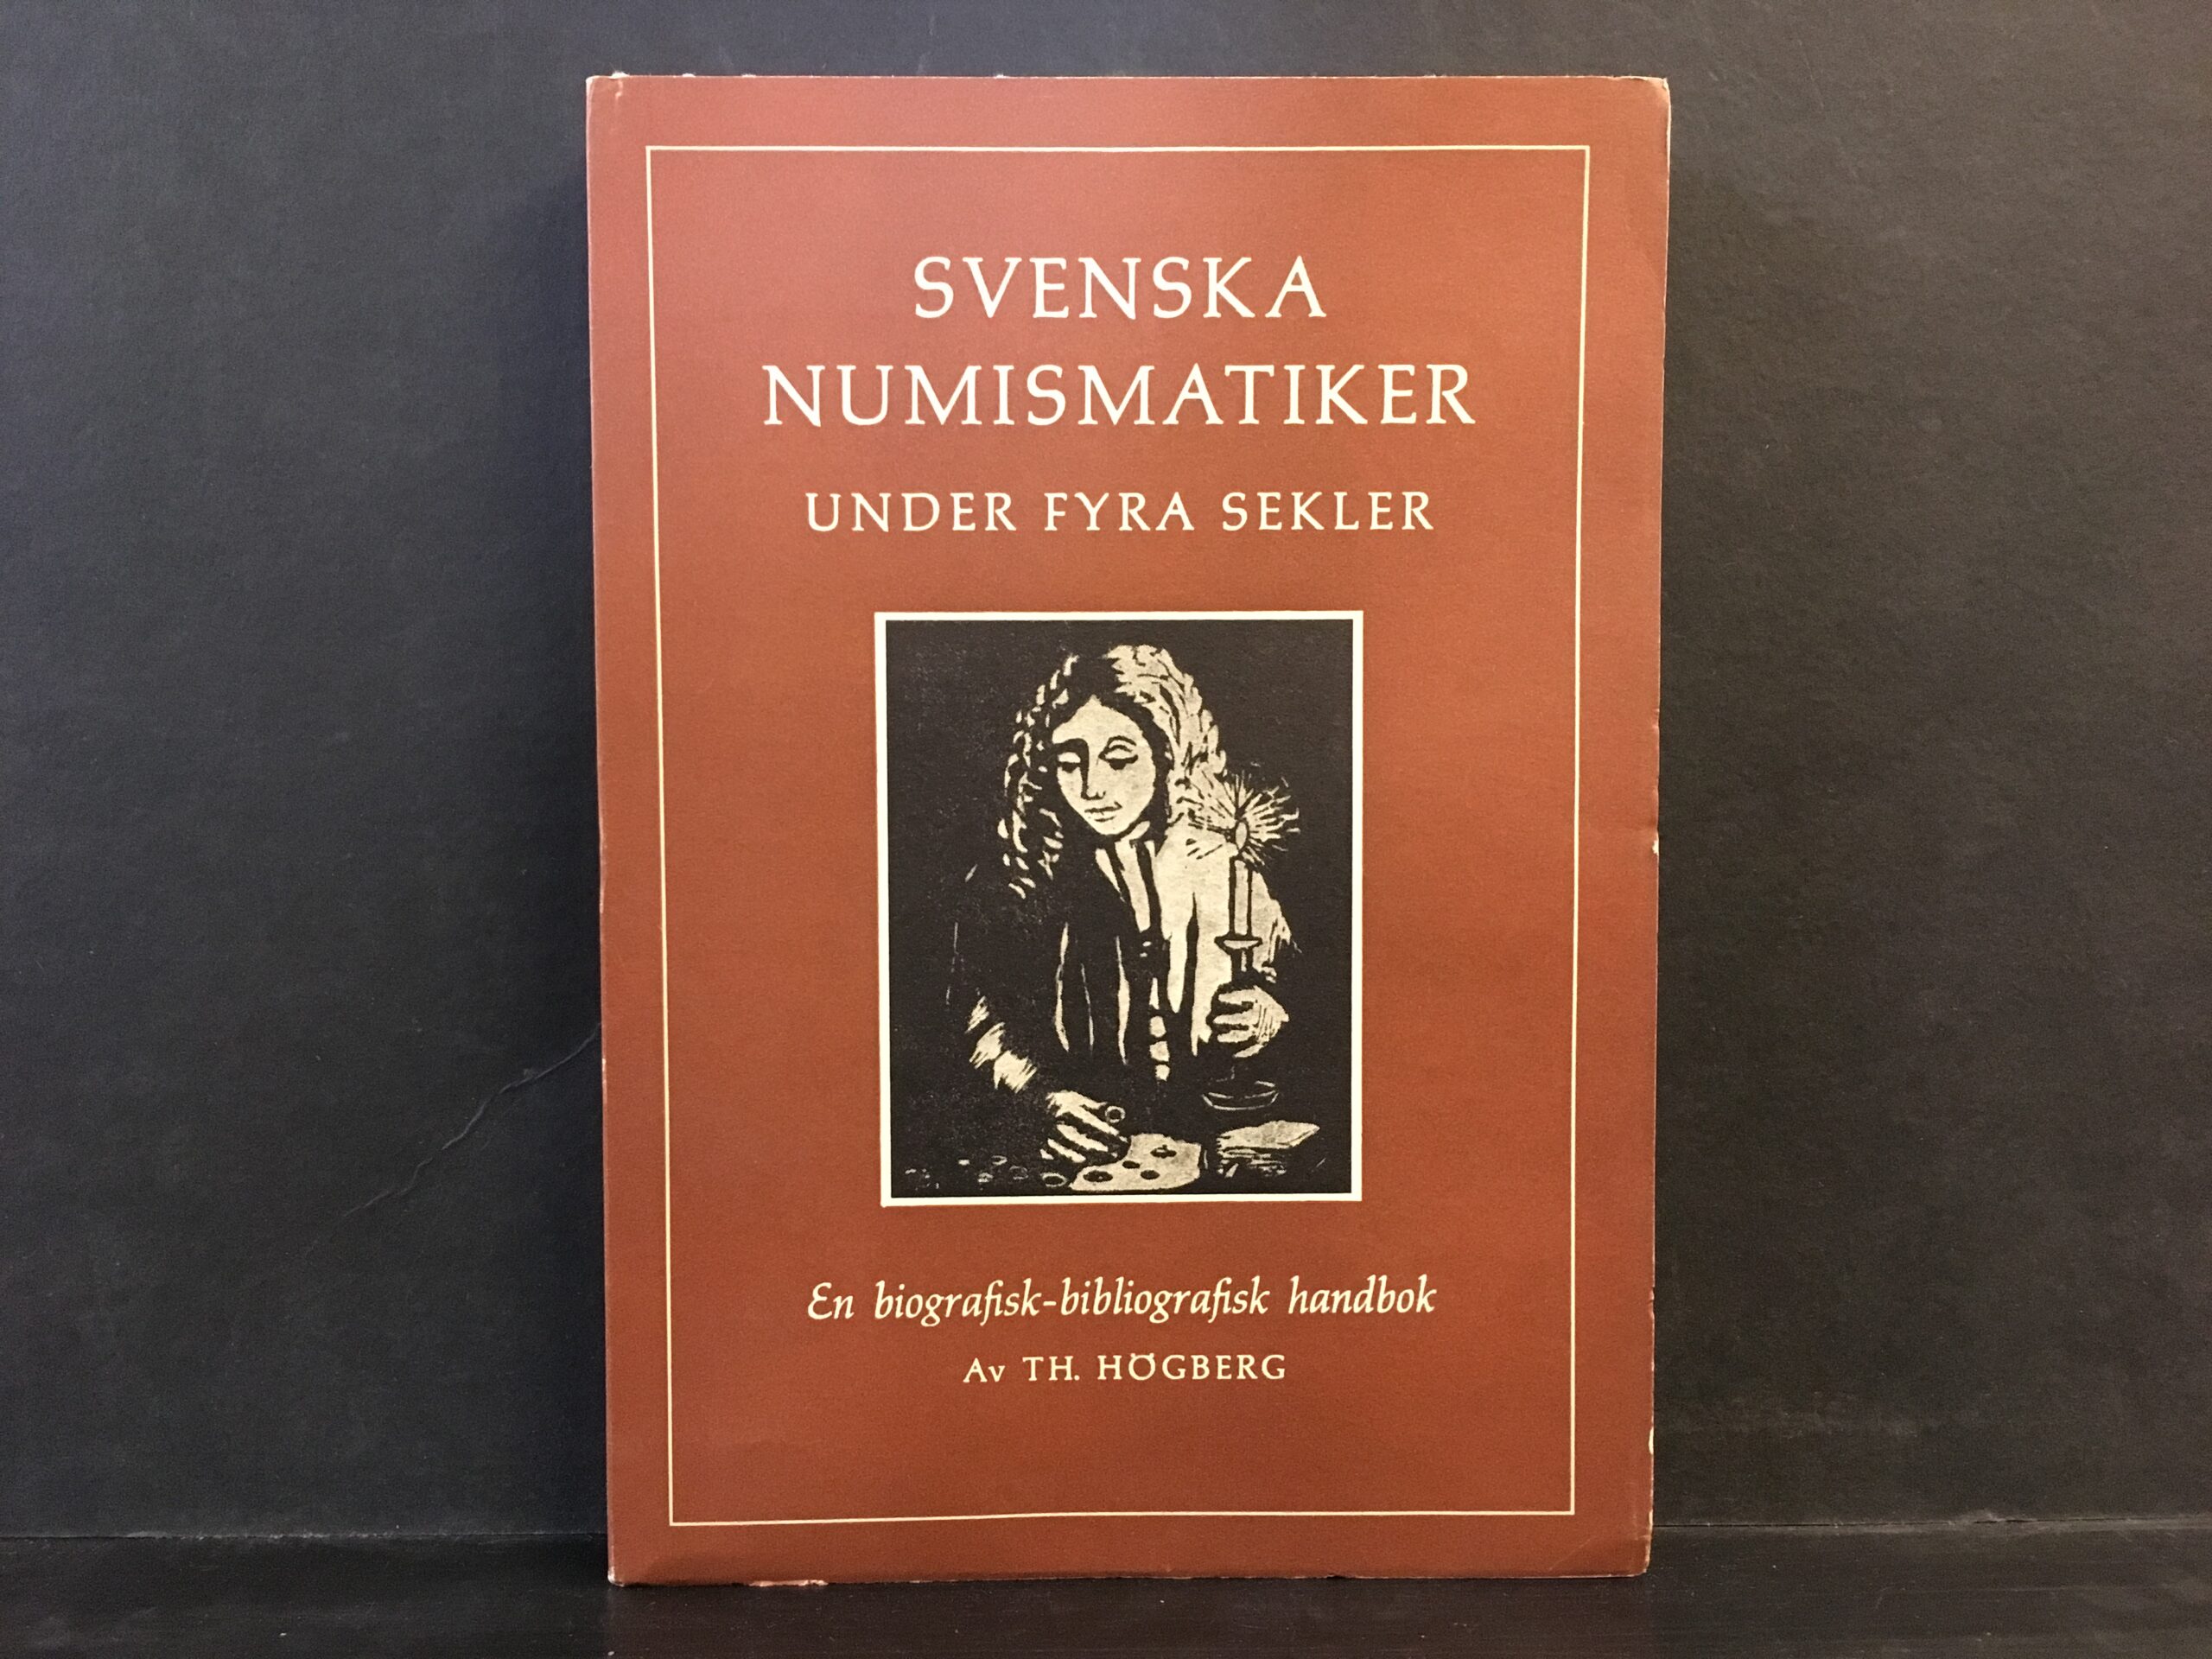 SVENSKA
NUMISMATIKER
UNDER FYRA SEKLER
En biografisk-bibliografisk handbok
Av TH. HÖGBERG